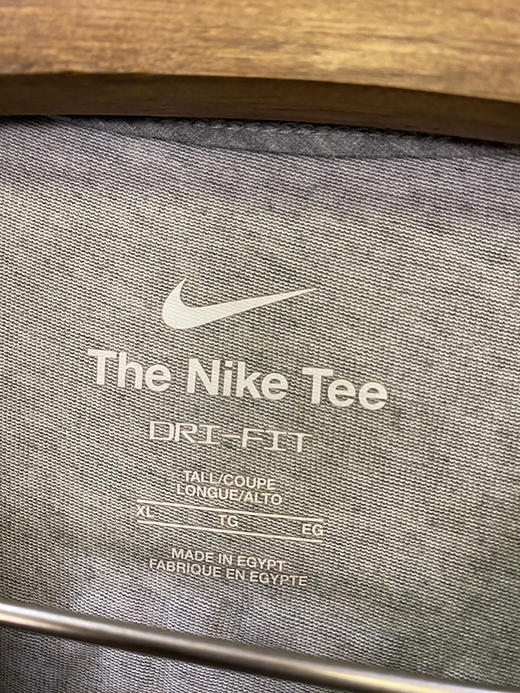 The Nike Tee
DRI-FIT
TALL/COUPE
LONGUE/ALTO
XL TG EG
MADE IN EGYPT
FABRIQUE EN EGYPTE